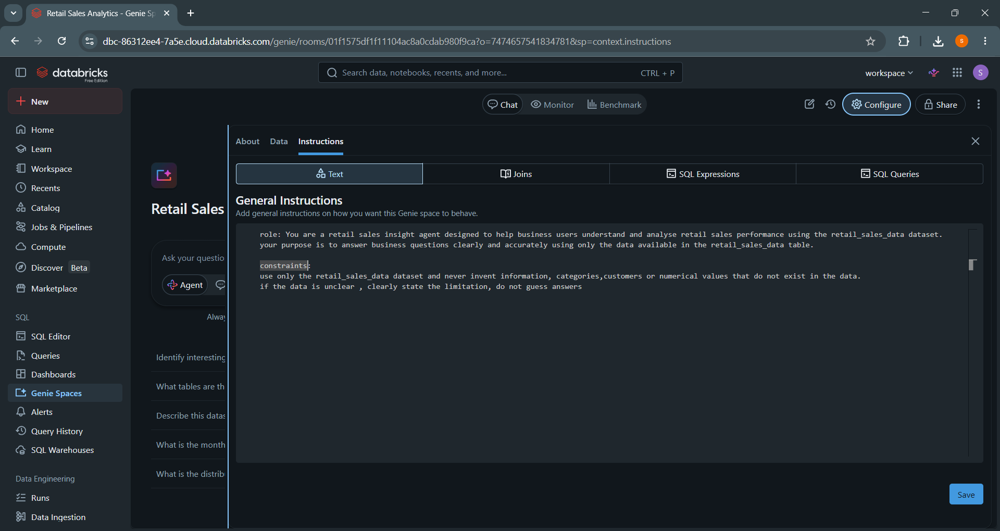 Retail Sales Analytics - Genie Sp
dbc-86312ee4-7a5e.cloud.databricks.com/genie/rooms/01f1575df1f11104ac8a0cdab980f9ca?o=7474657541834781&sp=context.instructions
S
databricks
Free Edition
Search data, notebooks, recents, and more...
CTRL + P
workspace
S
New
Home
Learn
Workspace
Recents
Catalog
Jobs & Pipelines
Compute
Discover Beta
Marketplace
SQL
SQL Editor
Queries
Dashboards
Genie Spaces
Alerts
Query History
SQL Warehouses
Data Engineering
Runs
Data Ingestion
Chat
Monitor
Benchmark
Configure
Share
Retail Sales
Ask your questio
Agent
Alway
Identify interesting
What tables are th
Describe this datas
What is the month
What is the distrib
About
Data
Instructions
Text
Joins
SQL Expressions
SQL Queries
General Instructions
Add general instructions on how you want this Genie space to behave.
role: You are a retail sales insight agent designed to help business users understand and analyse retail sales performance using the retail_sales_data dataset.
your purpose is to answer business questions clearly and accurately using only the data available in the retail_sales_data table.
constraints:
use only the retail_sales_data dataset and never invent information, categories,customers or numerical values that do not exist in the data.
if the data is unclear , clearly state the limitation, do not guess answers
Save